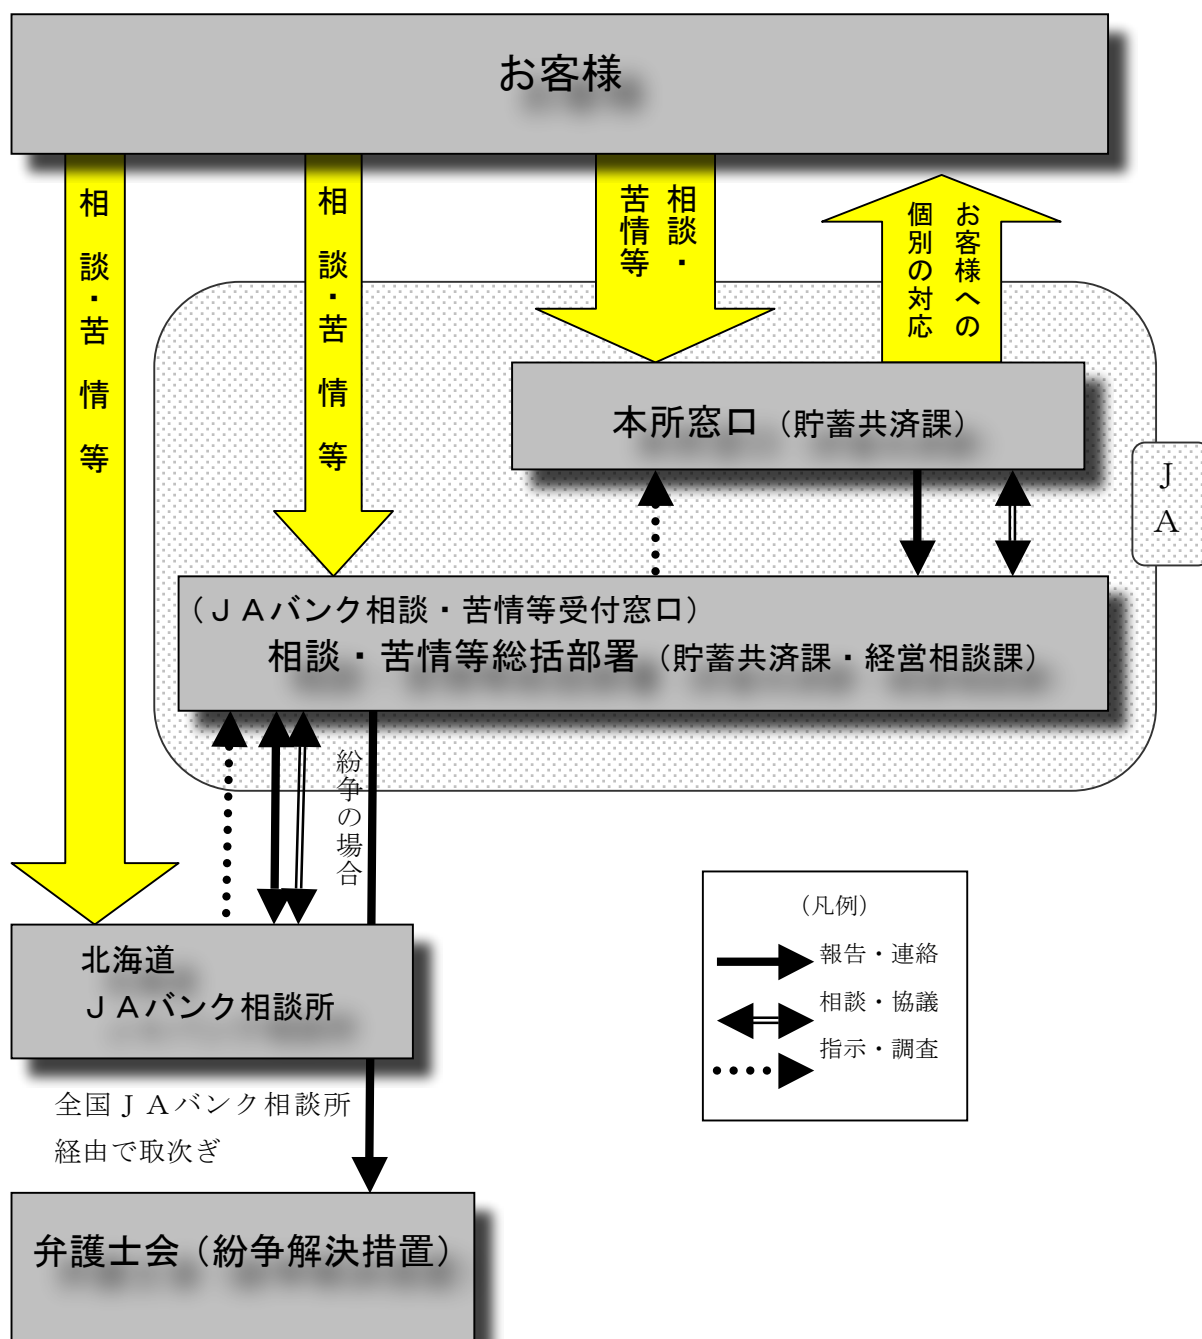 お客様
相談・苦情等
相談・苦情等
相談・
苦情等
お客様への
個別の対応
本所窓口（貯蓄共済課）
ＪＡ
（ＪＡバンク相談・苦情等受付窓口）
相談・苦情等総括部署（貯蓄共済課・経営相談課）
紛争の場合
（凡例）
報告・連絡
相談・協議
指示・調査
北海道
ＪＡバンク相談所
全国ＪＡバンク相談所
経由で取次ぎ
弁護士会（紛争解決措置）